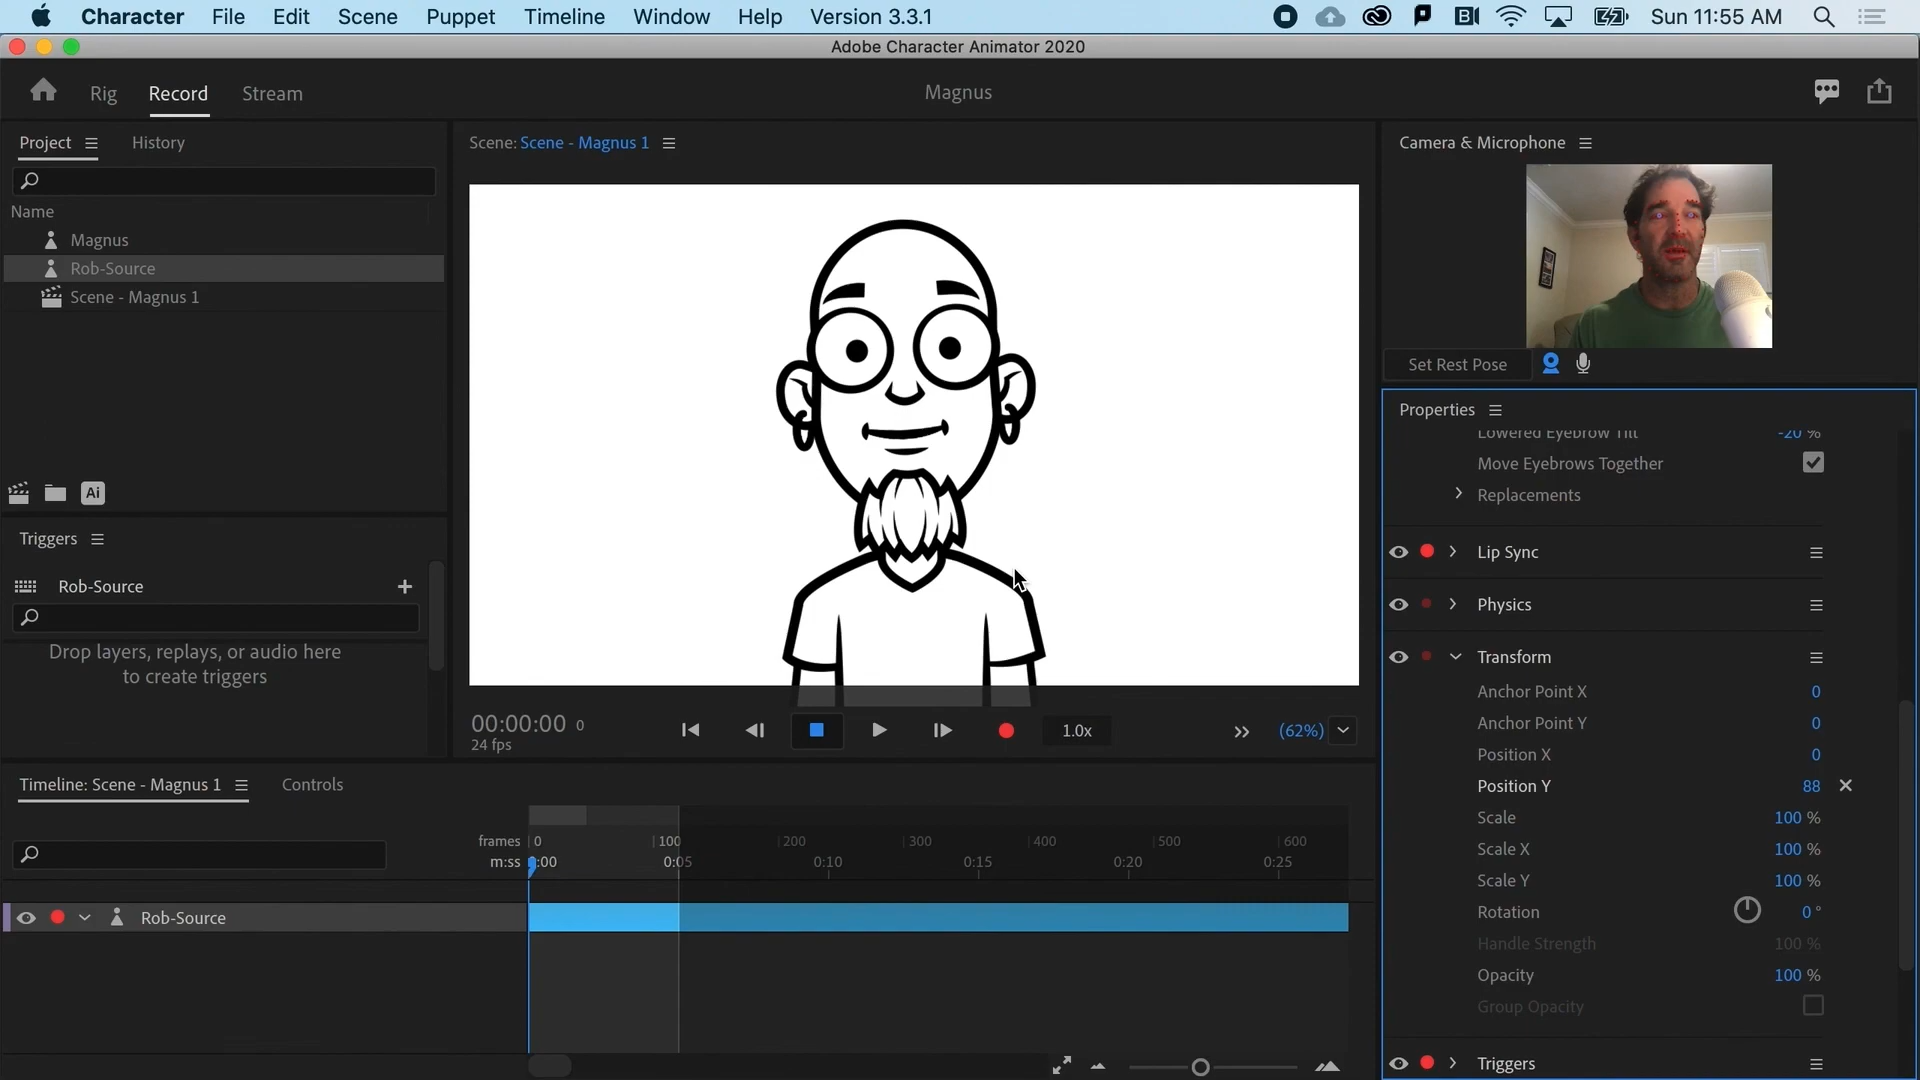 Character File Edit Scene Puppet Timeline Window Help Version 3.3.1 Sun 11:55 AM
Adobe Character Animator 2020
Rig Record Stream Magnus
Project History
Scene: Scene - Magnus 1
Camera & Microphone
Name
Magnus
Rob-Source
Scene - Magnus 1
Set Rest Pose
Properties
Lowered Eyebrow Tilt -20 %
Move Eyebrows Together
Replacements
Ai
Triggers
Rob-Source +
Drop layers, replays, or audio here
to create triggers
Lip Sync
Physics
Transform
Anchor Point X 0
Anchor Point Y 0
Position X 0
Position Y 88
Scale 100 %
Scale X 100 %
Scale Y 100 %
Rotation 0 °
Handle Strength 100 %
Opacity 100 %
Group Opacity
Triggers
00:00:00 0
24 fps
1.0x
(62%)
Timeline: Scene - Magnus 1 Controls
frames 0 100 200 300 400 500 600
m:ss 0:00 0:05 0:10 0:15 0:20 0:25
Rob-Source